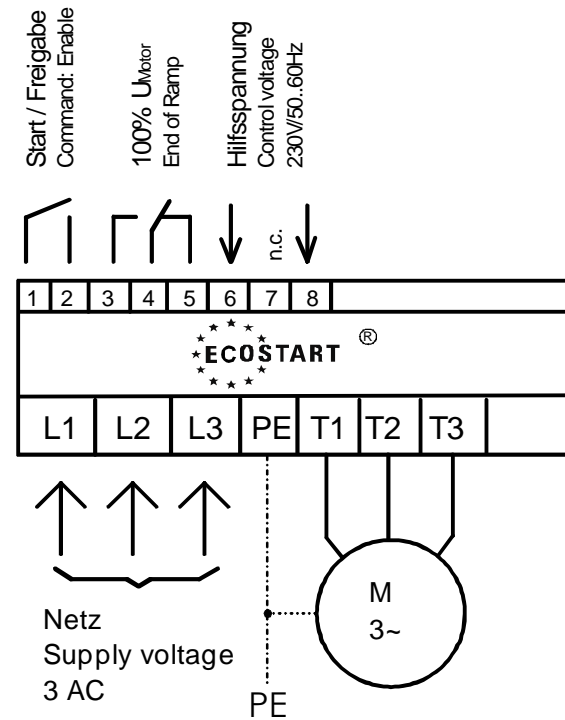 Start / Freigabe
Command: Enable
100% UMotor
End of Ramp
Hilfsspannung
Control voltage
230V/50..60Hz
n.c.
1 2 3 4 5 6 7 8
ECOSTART ®
L1 L2 L3 PE T1 T2 T3
M
3~
Netz
Supply voltage
3 AC
PE